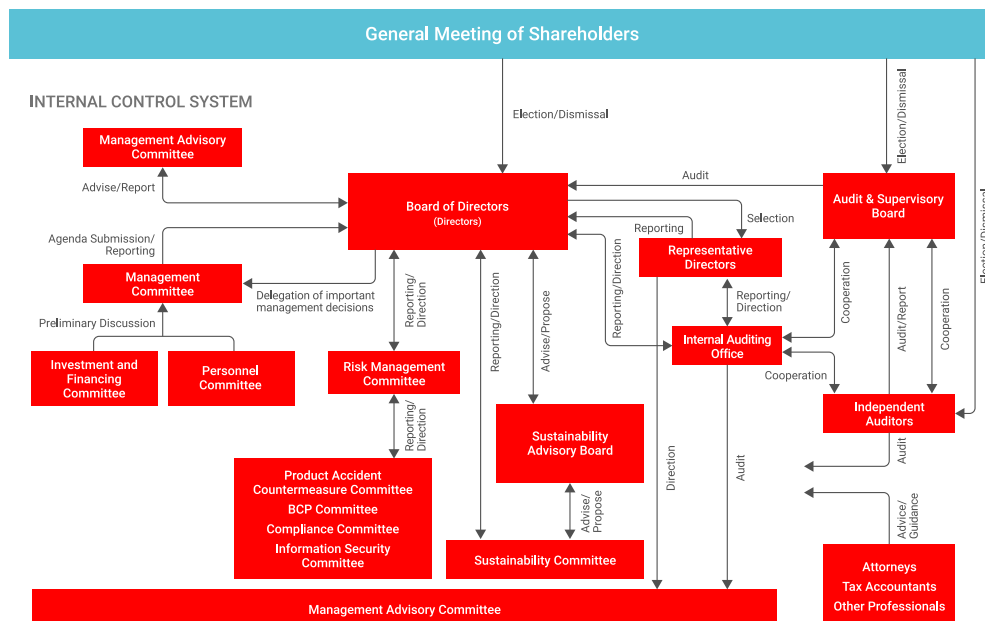 General Meeting of Shareholders
INTERNAL CONTROL SYSTEM
Election/Dismissal
Election/Dismissal
Election/Dismissal
Management Advisory
Committee
Advise/Report
Board of Directors
(Directors)
Audit
Audit & Supervisory
Board
Selection
Reporting
Representative
Directors
Agenda Submission/
Reporting
Management
Committee
Delegation of important
management decisions
Preliminary Discussion
Investment and
Financing
Committee
Personnel
Committee
Reporting/
Direction
Risk Management
Committee
Reporting/
Direction
Product Accident
Countermeasure Committee
BCP Committee
Compliance Committee
Information Security
Committee
Reporting/Direction
Advise/Propose
Sustainability
Advisory Board
Advise/
Propose
Sustainability Committee
Reporting/Direction
Reporting/
Direction
Internal Auditing
Office
Cooperation
Audit/Report
Cooperation
Cooperation
Independent
Auditors
Direction
Audit
Audit
Advice/
Guidance
Attorneys
Tax Accountants
Other Professionals
Management Advisory Committee